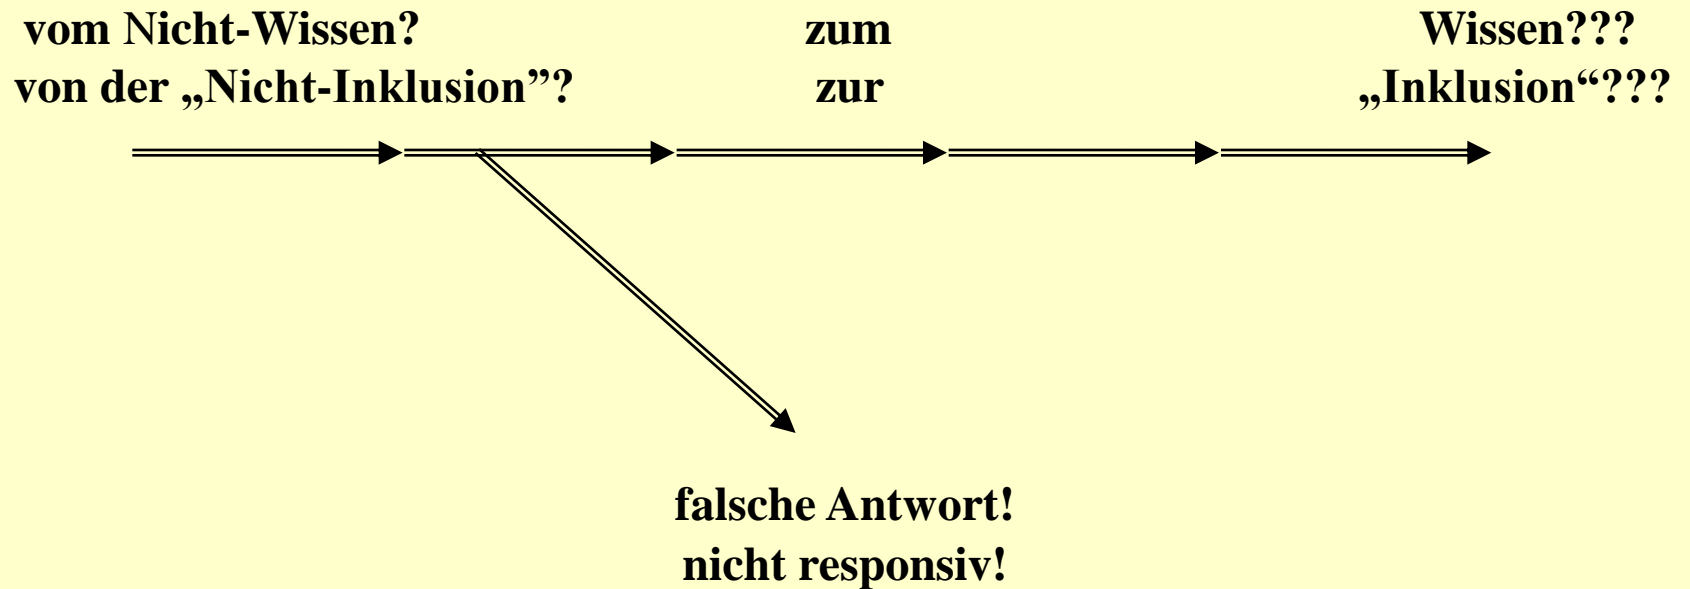 vom Nicht-Wissen? zum Wissen???
von der „Nicht-Inklusion”? zur „Inklusion“???
falsche Antwort!
nicht responsiv!